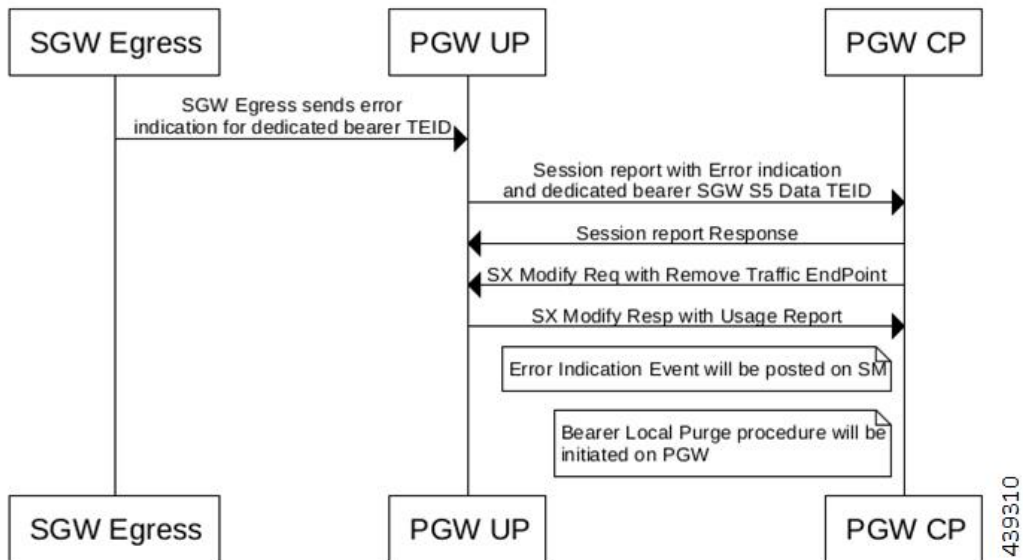 SGW Egress
PGW UP
PGW CP
SGW Egress sends error
indication for dedicated bearer TEID
Session report with Error indication
and dedicated bearer SGW S5 Data TEID
Session report Response
SX Modify Req with Remove Traffic EndPoint
SX Modify Resp with Usage Report
Error Indication Event will be posted on SM
Bearer Local Purge procedure will be
initiated on PGW
SGW Egress
PGW UP
PGW CP
439310